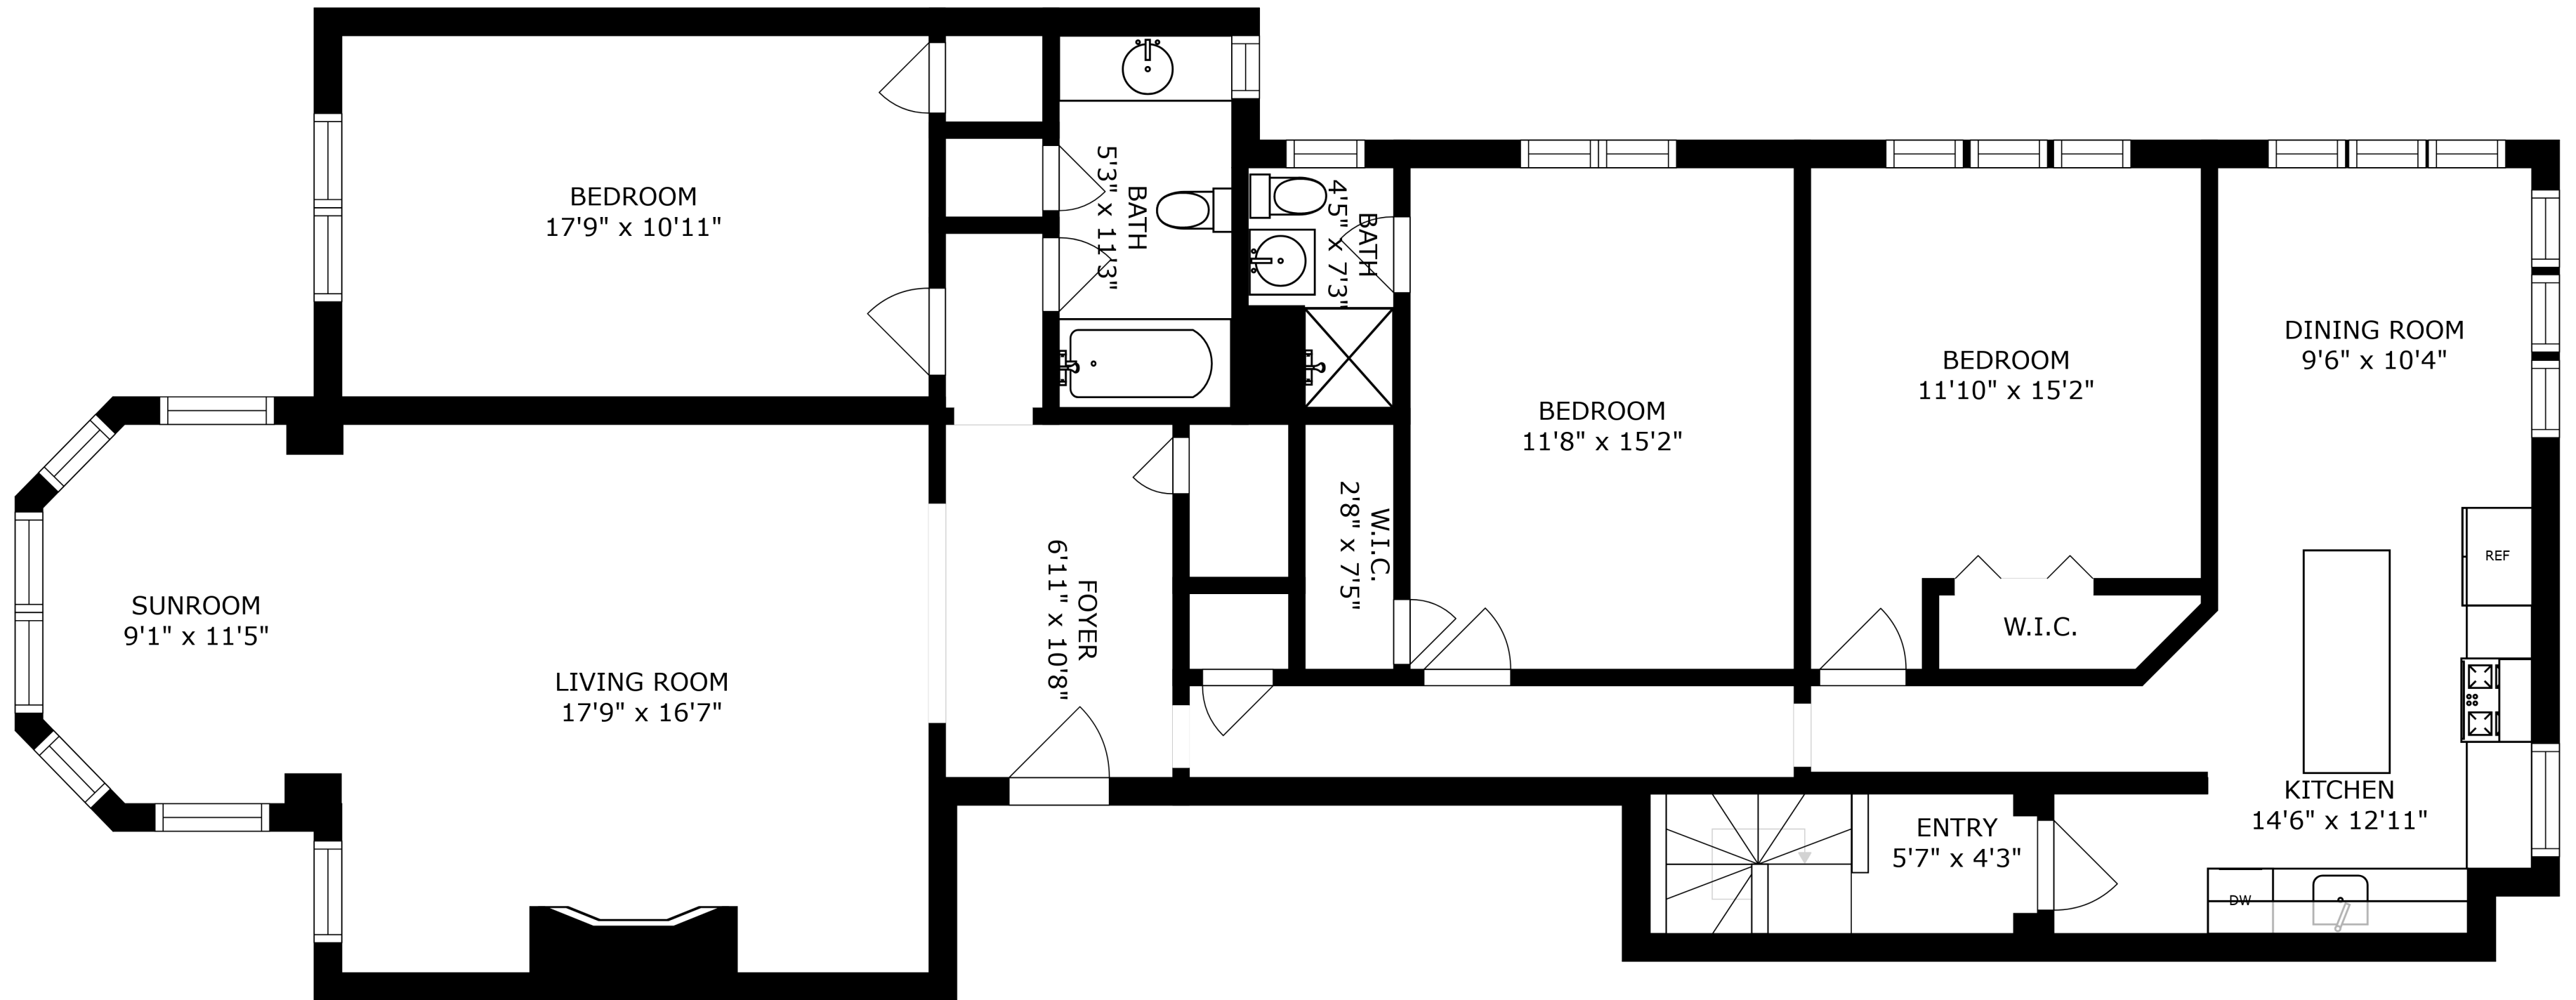 BEDROOM
17'9" x 10'11"
BATH
5'3" x 11'3"
BATH
4'5" x 7'3"
BEDROOM
11'8" x 15'2"
BEDROOM
11'10" x 15'2"
DINING ROOM
9'6" x 10'4"
REF
SUNROOM
9'1" x 11'5"
LIVING ROOM
17'9" x 16'7"
FOYER
6'11" x 10'8"
W.I.C.
2'8" x 7'5"
W.I.C.
KITCHEN
14'6" x 12'11"
ENTRY
5'7" x 4'3"
DW